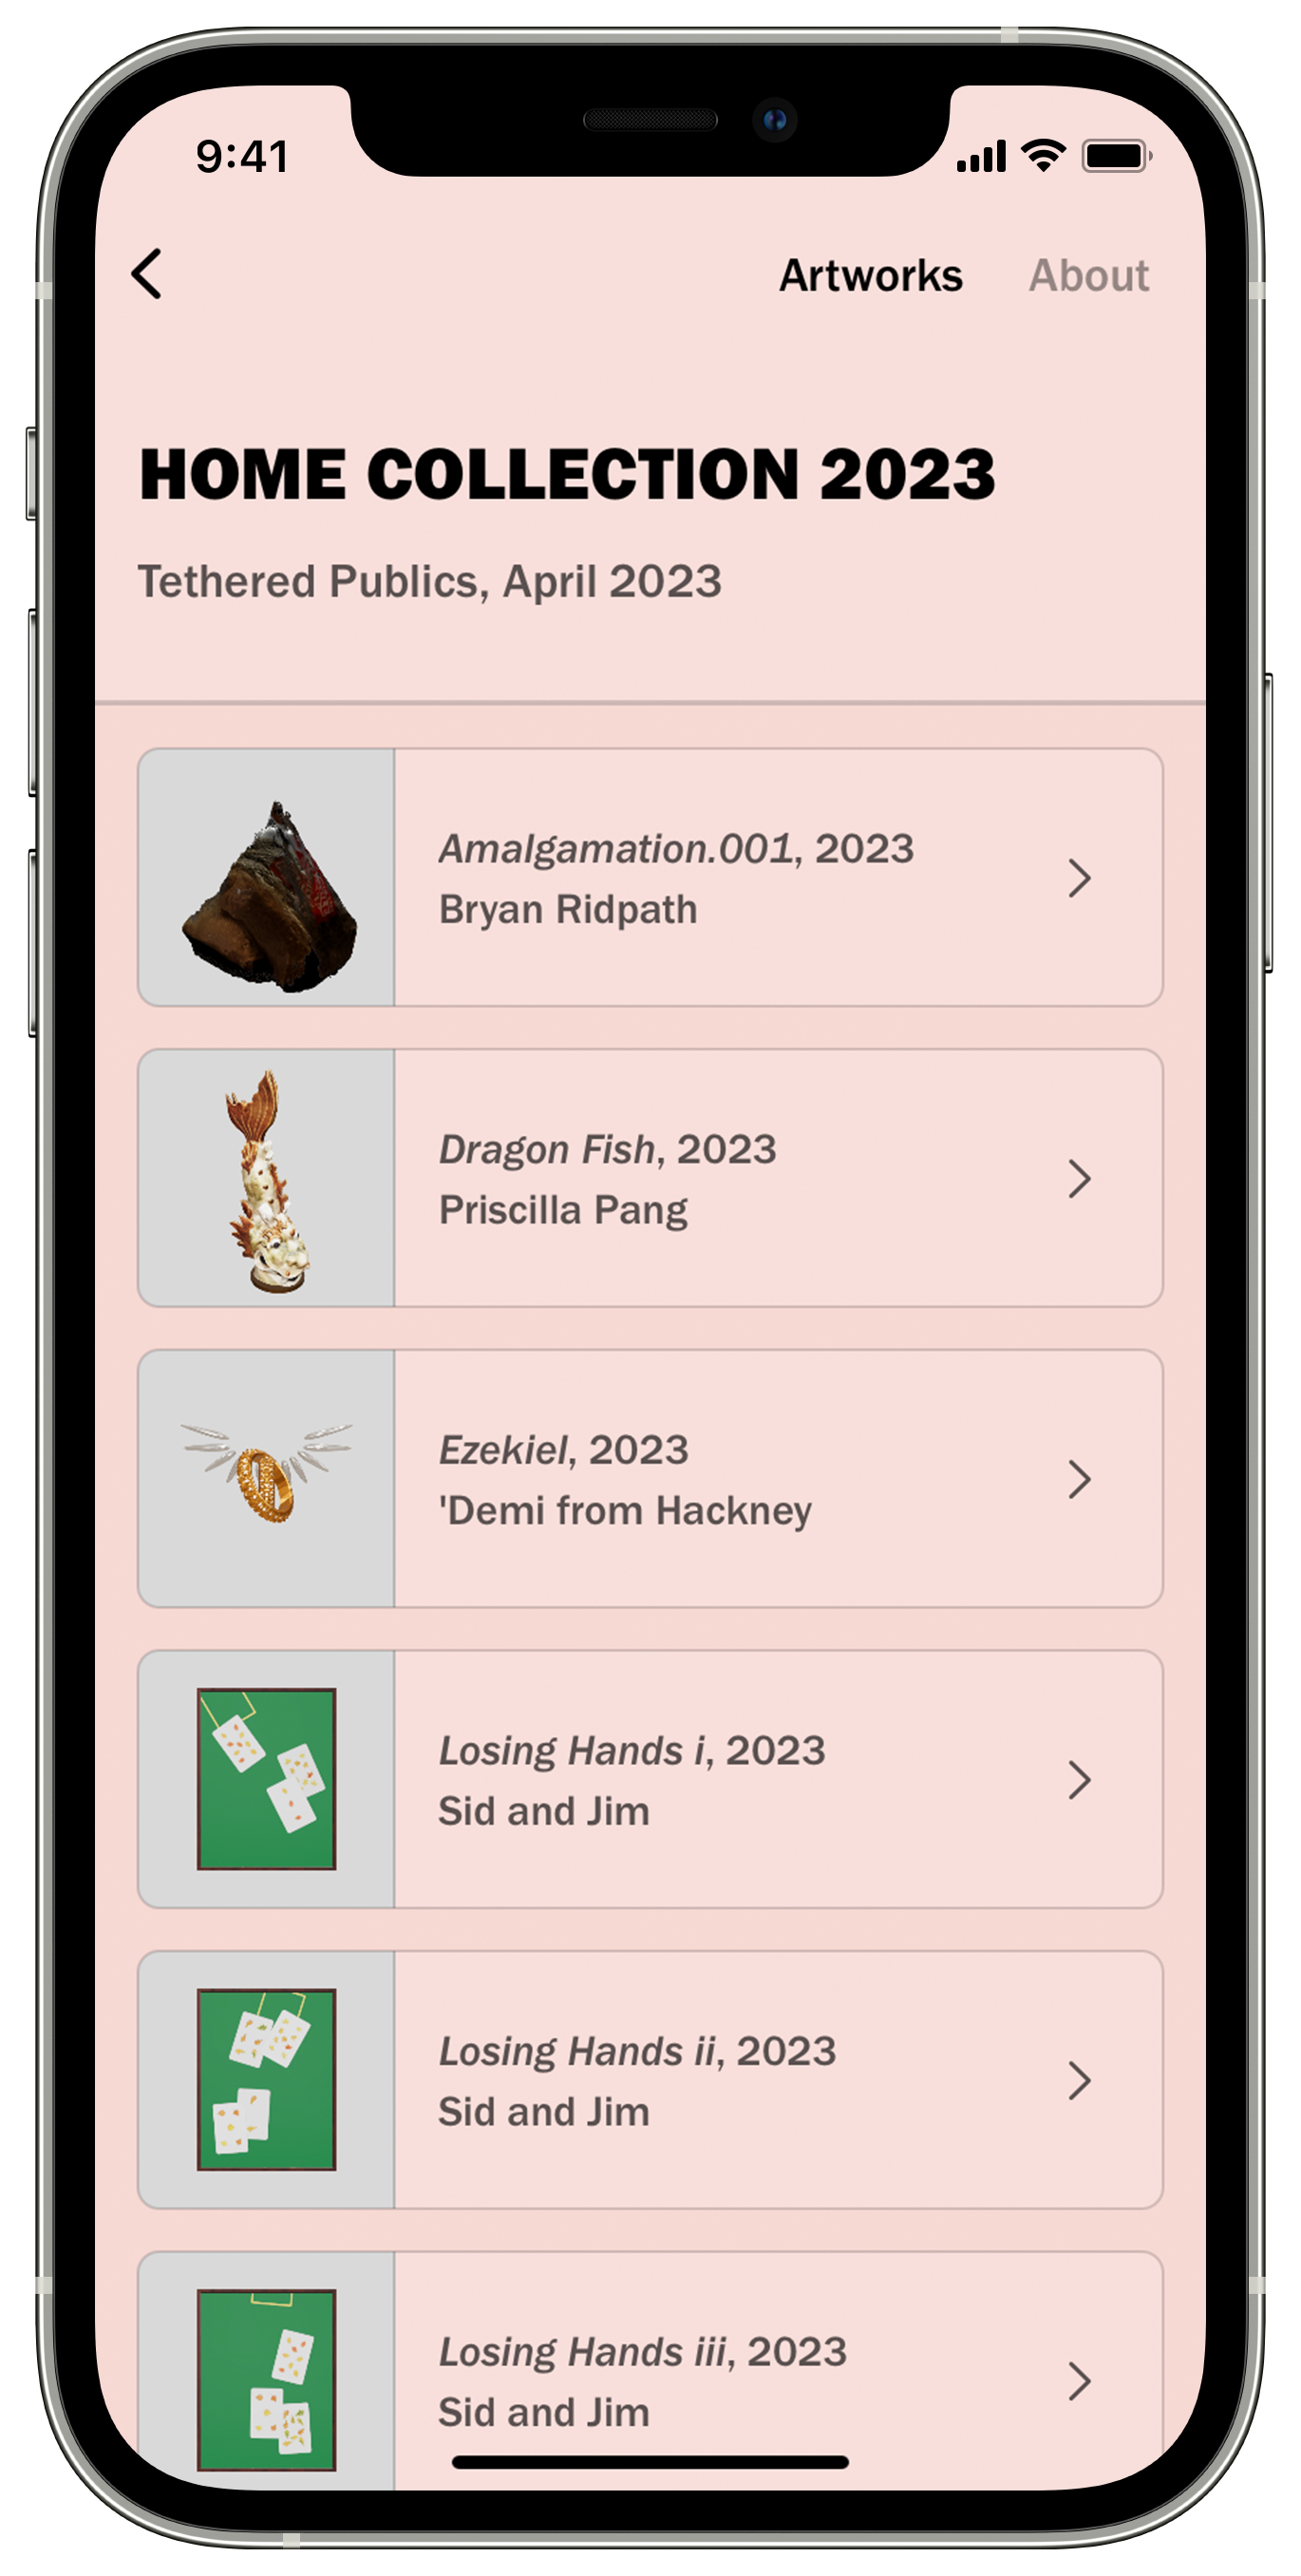 9:41
Artworks About
HOME COLLECTION 2023
Tethered Publics, April 2023
Amalgamation.001, 2023
Bryan Ridpath
Dragon Fish, 2023
Priscilla Pang
Ezekiel, 2023
'Demi from Hackney
Losing Hands i, 2023
Sid and Jim
Losing Hands ii, 2023
Sid and Jim
Losing Hands iii, 2023
Sid and Jim